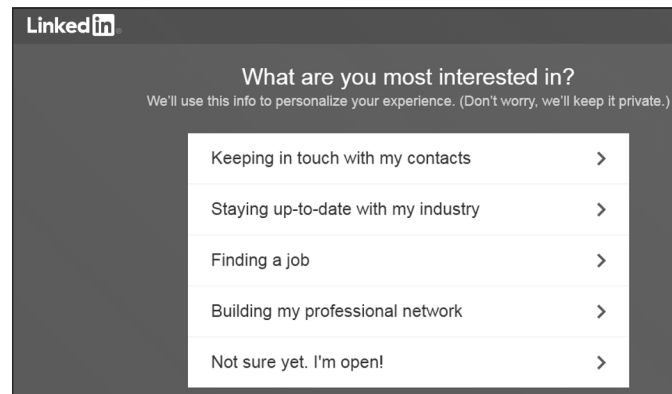 Linked in®
What are you most interested in?
We'll use this info to personalize your experience. (Don't worry, we'll keep it private.)
Keeping in touch with my contacts
Staying up-to-date with my industry
Finding a job
Building my professional network
Not sure yet. I'm open!